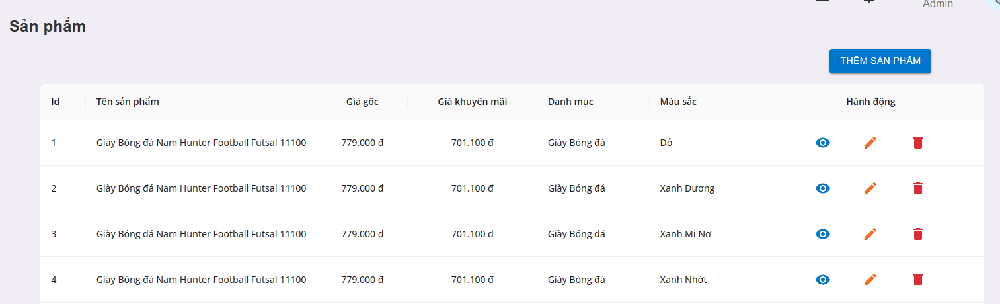 Admin
Sản phẩm
THÊM SẢN PHẨM
Id Tên sản phẩm Giá gốc Giá khuyến mãi Danh mục Màu sắc Hành động
1 Giày Bóng đá Nam Hunter Football Futsal 11100 779.000 đ 701.100 đ Giày Bóng đá Đỏ
2 Giày Bóng đá Nam Hunter Football Futsal 11100 779.000 đ 701.100 đ Giày Bóng đá Xanh Dương
3 Giày Bóng đá Nam Hunter Football Futsal 11100 779.000 đ 701.100 đ Giày Bóng đá Xanh Mi Nơ
4 Giày Bóng đá Nam Hunter Football Futsal 11100 779.000 đ 701.100 đ Giày Bóng đá Xanh Nhớt